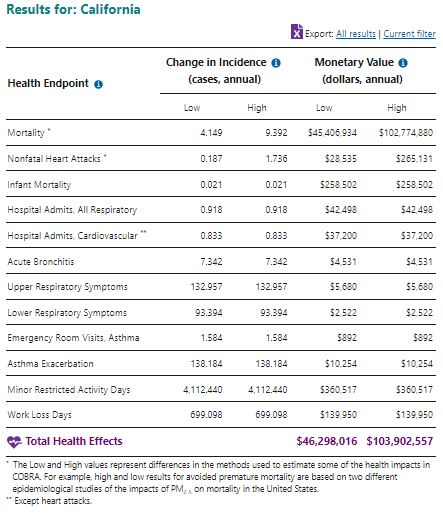 Results for: California
Export: All results | Current filter
Health Endpoint
Change in Incidence
(cases, annual)
Monetary Value
(dollars, annual)
Low High Low High
Mortality * 4.149 9.392 $45,406,934 $102,774,880
Nonfatal Heart Attacks * 0.187 1.736 $28,535 $265,131
Infant Mortality 0.021 0.021 $258,502 $258,502
Hospital Admits, All Respiratory 0.918 0.918 $42,498 $42,498
Hospital Admits, Cardiovascular ** 0.833 0.833 $37,200 $37,200
Acute Bronchitis 7.342 7.342 $4,531 $4,531
Upper Respiratory Symptoms 132.957 132.957 $5,680 $5,680
Lower Respiratory Symptoms 93.394 93.394 $2,522 $2,522
Emergency Room Visits, Asthma 1.584 1.584 $892 $892
Asthma Exacerbation 138.184 138.184 $10,254 $10,254
Minor Restricted Activity Days 4,112.440 4,112.440 $360,517 $360,517
Work Loss Days 699.098 699.098 $139,950 $139,950
Total Health Effects $46,298,016 $103,902,557
* The Low and High values represent differences in the methods used to estimate some of the health impacts in
COBRA. For example, high and low results for avoided premature mortality are based on two different
epidemiological studies of the impacts of PM2.5 on mortality in the United States.
** Except heart attacks.